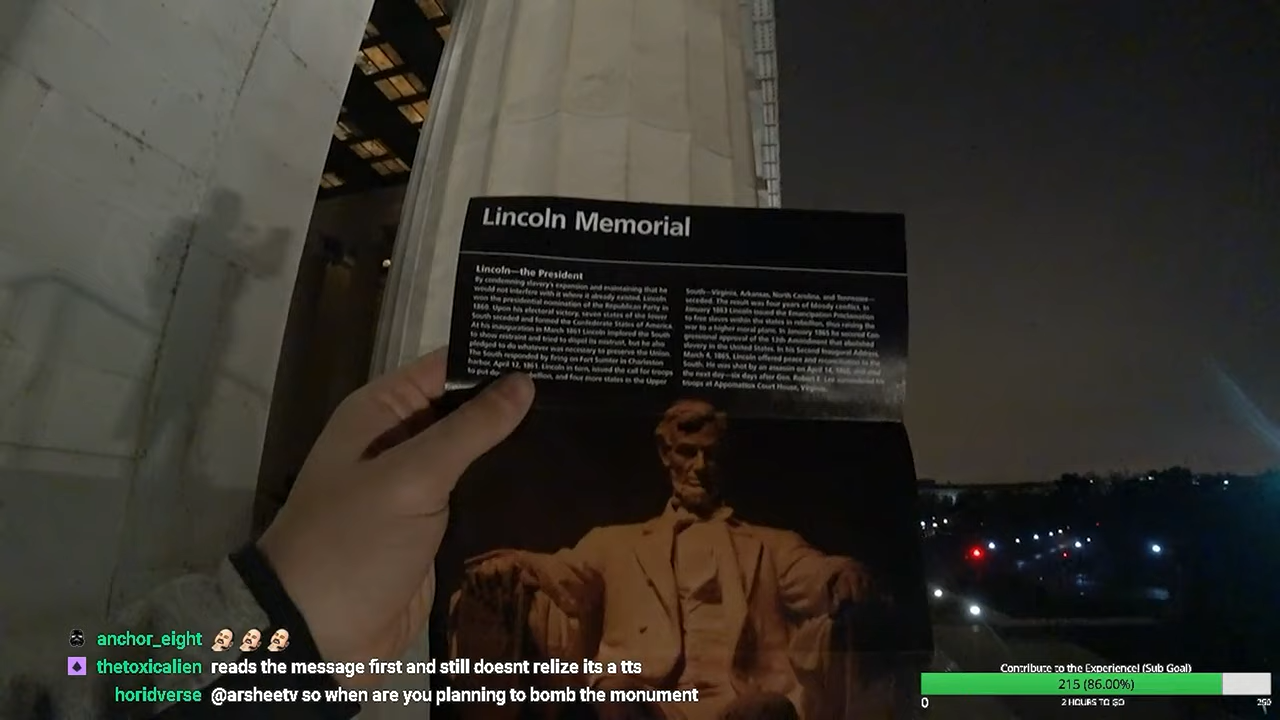 Lincoln Memorial
Lincoln—the President
By condemning slavery's expansion and maintaining that he
would not interfere with it where it already existed, Lincoln
won the presidential nomination of the Republican Party in
1860. Upon his electoral victory, seven states of the lower
South seceded and formed the Confederate States of America.
At his inauguration in March 1861 Lincoln implored the South
to show restraint and tried to dispel its mistrust, but he also
pledged to do whatever was necessary to preserve the Union.
The South responded by firing on Fort Sumter in Charleston
harbor, April 12, 1861. Lincoln in turn, issued the call for troops
to put do ellion, and four more states in the Upper
South—Virginia, Arkansas, North Carolina, and Tennessee—
seceded. The result was four years of bloody conflict. In
January 1863 Lincoln issued the Emancipation Proclamation
to free slaves within the states in rebellion, thus raising the
war to a higher moral plane. In January 1865 he worked Con-
gressional approval of the 13th Amendment that abolished
slavery in the United States. In his Second Inaugural Address,
March 4, 1865, Lincoln offered peace and reconciliation to the
South. He was shot by an assassin on April 14, 1865, and died
the next day—six days after Gen. Robert E. Lee surrendered his
troops at Appomattox Court House, Virginia.
anchor_eight
thetoxicalien reads the message first and still doesnt relize its a tts
horidverse @arsheetv so when are you planning to bomb the monument
Contribute to the Experience! (Sub Goal)
215 (86.00%)
0 2 HOURS TO GO 250